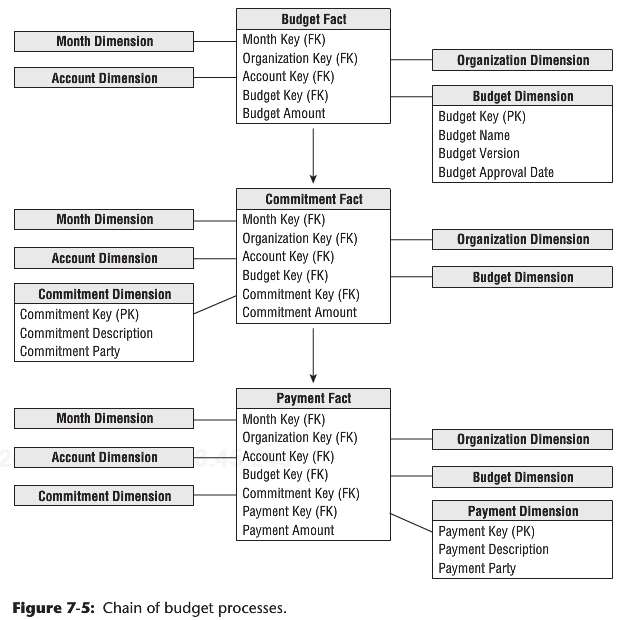 Budget Fact
Month Key (FK)
Organization Key (FK)
Account Key (FK)
Budget Key (FK)
Budget Amount
Month Dimension
Account Dimension
Organization Dimension
Budget Dimension
Budget Key (PK)
Budget Name
Budget Version
Budget Approval Date
Commitment Fact
Month Key (FK)
Organization Key (FK)
Account Key (FK)
Budget Key (FK)
Commitment Key (FK)
Commitment Amount
Month Dimension
Account Dimension
Commitment Dimension
Commitment Key (PK)
Commitment Description
Commitment Party
Organization Dimension
Budget Dimension
Payment Fact
Month Key (FK)
Organization Key (FK)
Account Key (FK)
Budget Key (FK)
Commitment Key (FK)
Payment Key (FK)
Payment Amount
Month Dimension
Account Dimension
Commitment Dimension
Organization Dimension
Budget Dimension
Payment Dimension
Payment Key (PK)
Payment Description
Payment Party
Figure 7-5: Chain of budget processes.